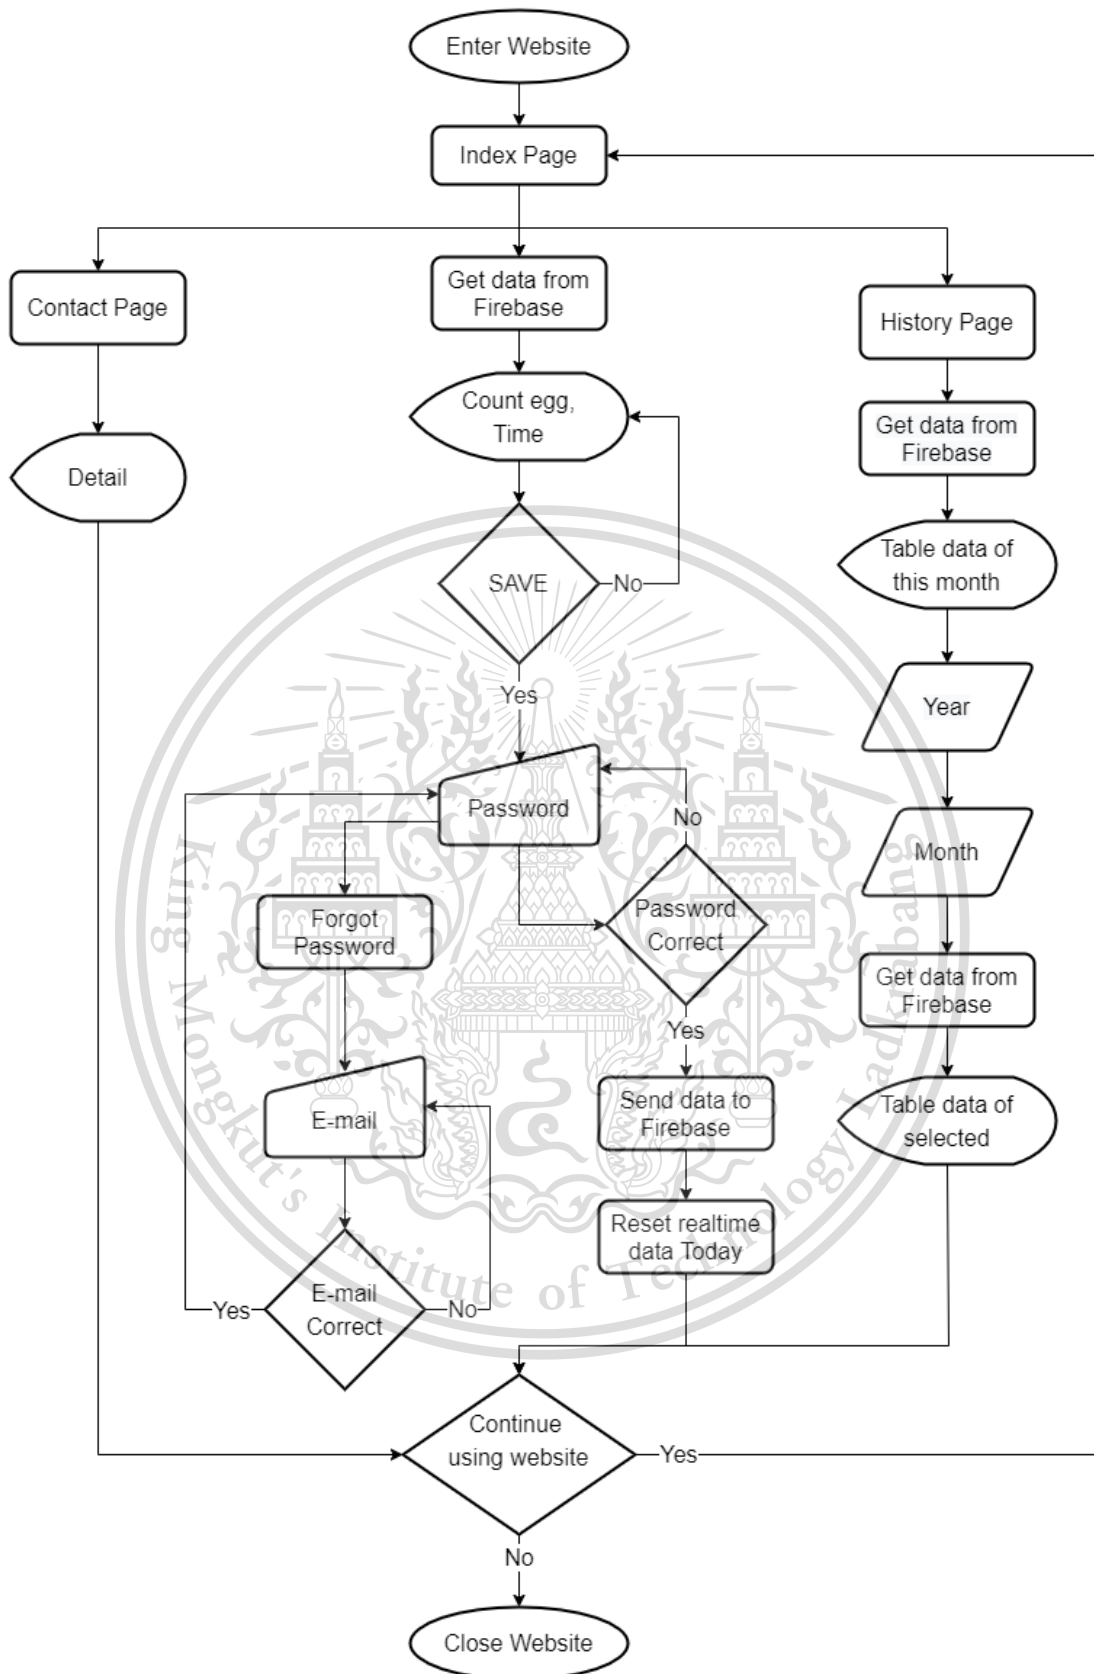 Enter Website
Index Page
Contact Page
Get data from
Firebase
History Page
Detail
Count egg,
Time
Get data from
Firebase
SAVE
No
Table data of
this month
Yes
Year
Password
No
Month
Forgot
Password
Password
Correct
Get data from
Firebase
Yes
E-mail
Send data to
Firebase
Table data of
selected
Reset realtime
data Today
Yes
E-mail
Correct
No
Continue
using website
Yes
No
Close Website
King Mongkut's Institute of Technology Ladkrabang